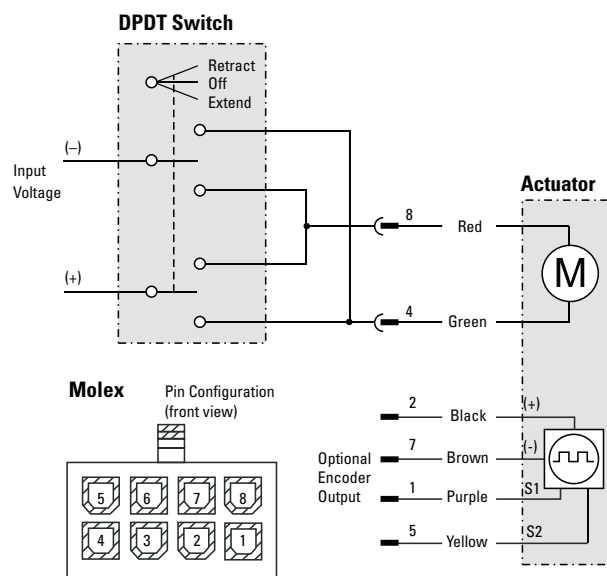 DPDT Switch
Retract
Off
Extend
(–)
Input
Voltage
(+)
Actuator
8 Red
M
4 Green
Molex
Pin Configuration
(front view)
5 6 7 8
4 3 2 1
Optional
Encoder
Output
2 Black (+)
7 Brown (-)
1 Purple S1
5 Yellow S2